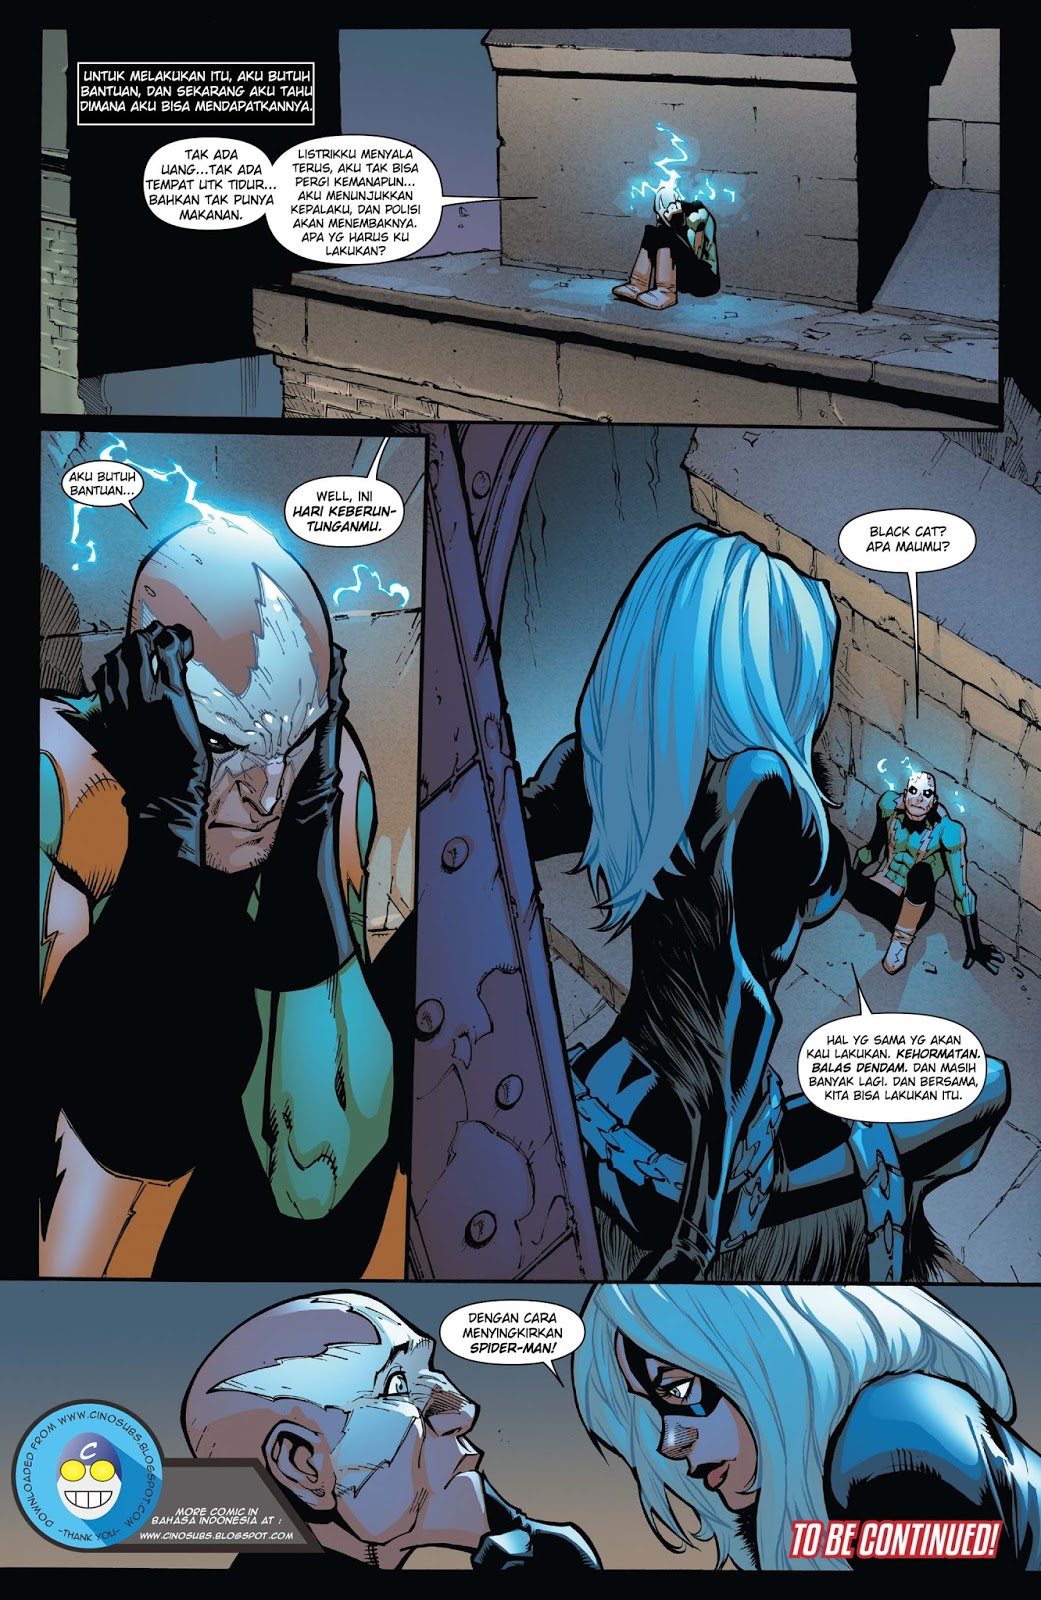 UNTUK MELAKUKAN ITU, AKU BUTUH
BANTUAN, DAN SEKARANG AKU TAHU
DIMANA AKU BISA MENDAPATKANNYA.
TAK ADA
UANG...TAK ADA
TEMPAT UTK TIDUR...
BAHKAN TAK PUNYA
MAKANAN.
LISTRIKKU MENYALA
TERUS, AKU TAK BISA
PERGI KEMANAPUN...
AKU MENUNJUKKAN
KEPALAKU, DAN POLISI
AKAN MENEMBAKNYA.
APA YG HARUS KU
LAKUKAN?
AKU BUTUH
BANTUAN...
WELL, INI
HARI KEBERUN-
TUNGANMU.
BLACK CAT?
APA MAUMU?
HAL YG SAMA YG AKAN
KAU LAKUKAN. KEHORMATAN.
BALAS DENDAM. DAN MASIH
BANYAK LAGI. DAN BERSAMA,
KITA BISA LAKUKAN ITU.
DENGAN CARA
MENYINGKIRKAN
SPIDER-MAN!
DOWNLOADED FROM WWW.CINOSUBS.BLOGSPOT.COM
C
~THANK YOU~
MORE COMIC IN
BAHASA INDONESIA AT :
WWW.CINOSUBS.BLOGSPOT.COM
TO BE CONTINUED!